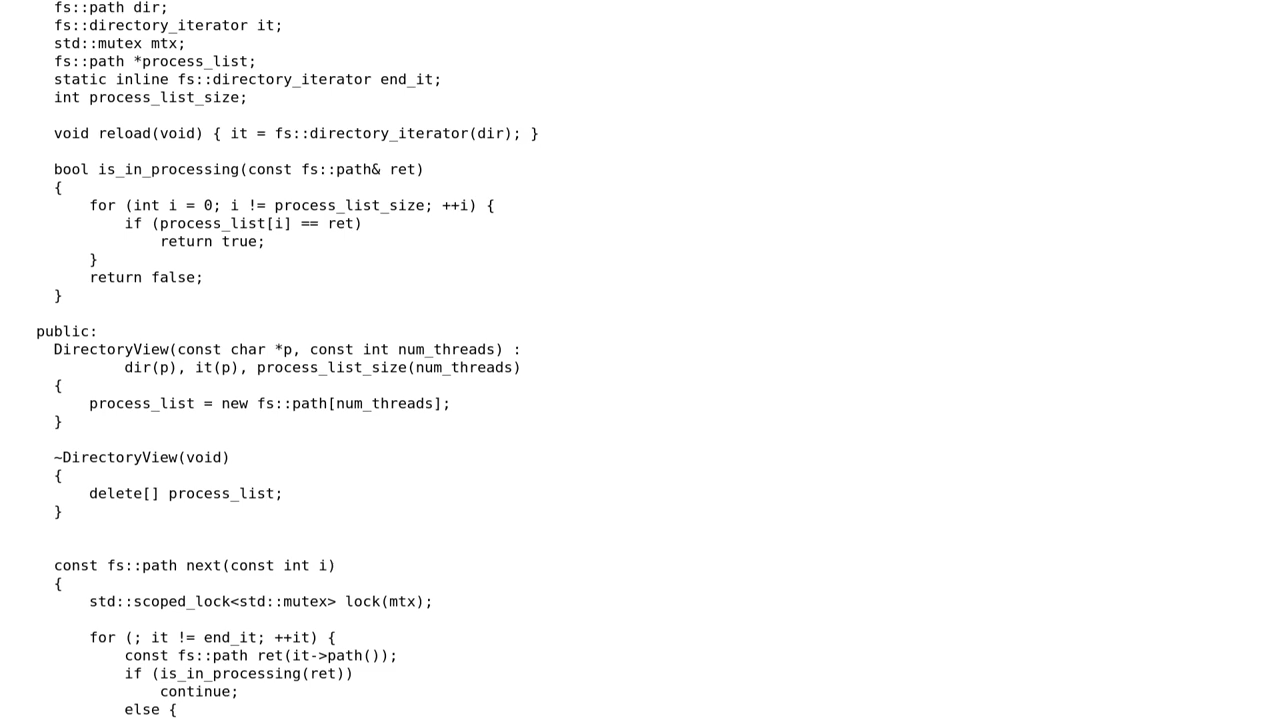 fs::path dir;
fs::directory_iterator it;
std::mutex mtx;
fs::path *process_list;
static inline fs::directory_iterator end_it;
int process_list_size;
void reload(void) { it = fs::directory_iterator(dir); }
bool is_in_processing(const fs::path& ret)
{
for (int i = 0; i != process_list_size; ++i) {
if (process_list[i] == ret)
return true;
}
return false;
}
public:
DirectoryView(const char *p, const int num_threads) :
dir(p), it(p), process_list_size(num_threads)
{
process_list = new fs::path[num_threads];
}
~DirectoryView(void)
{
delete[] process_list;
}
const fs::path next(const int i)
{
std::scoped_lock<std::mutex> lock(mtx);
for (; it != end_it; ++it) {
const fs::path ret(it->path());
if (is_in_processing(ret))
continue;
else {